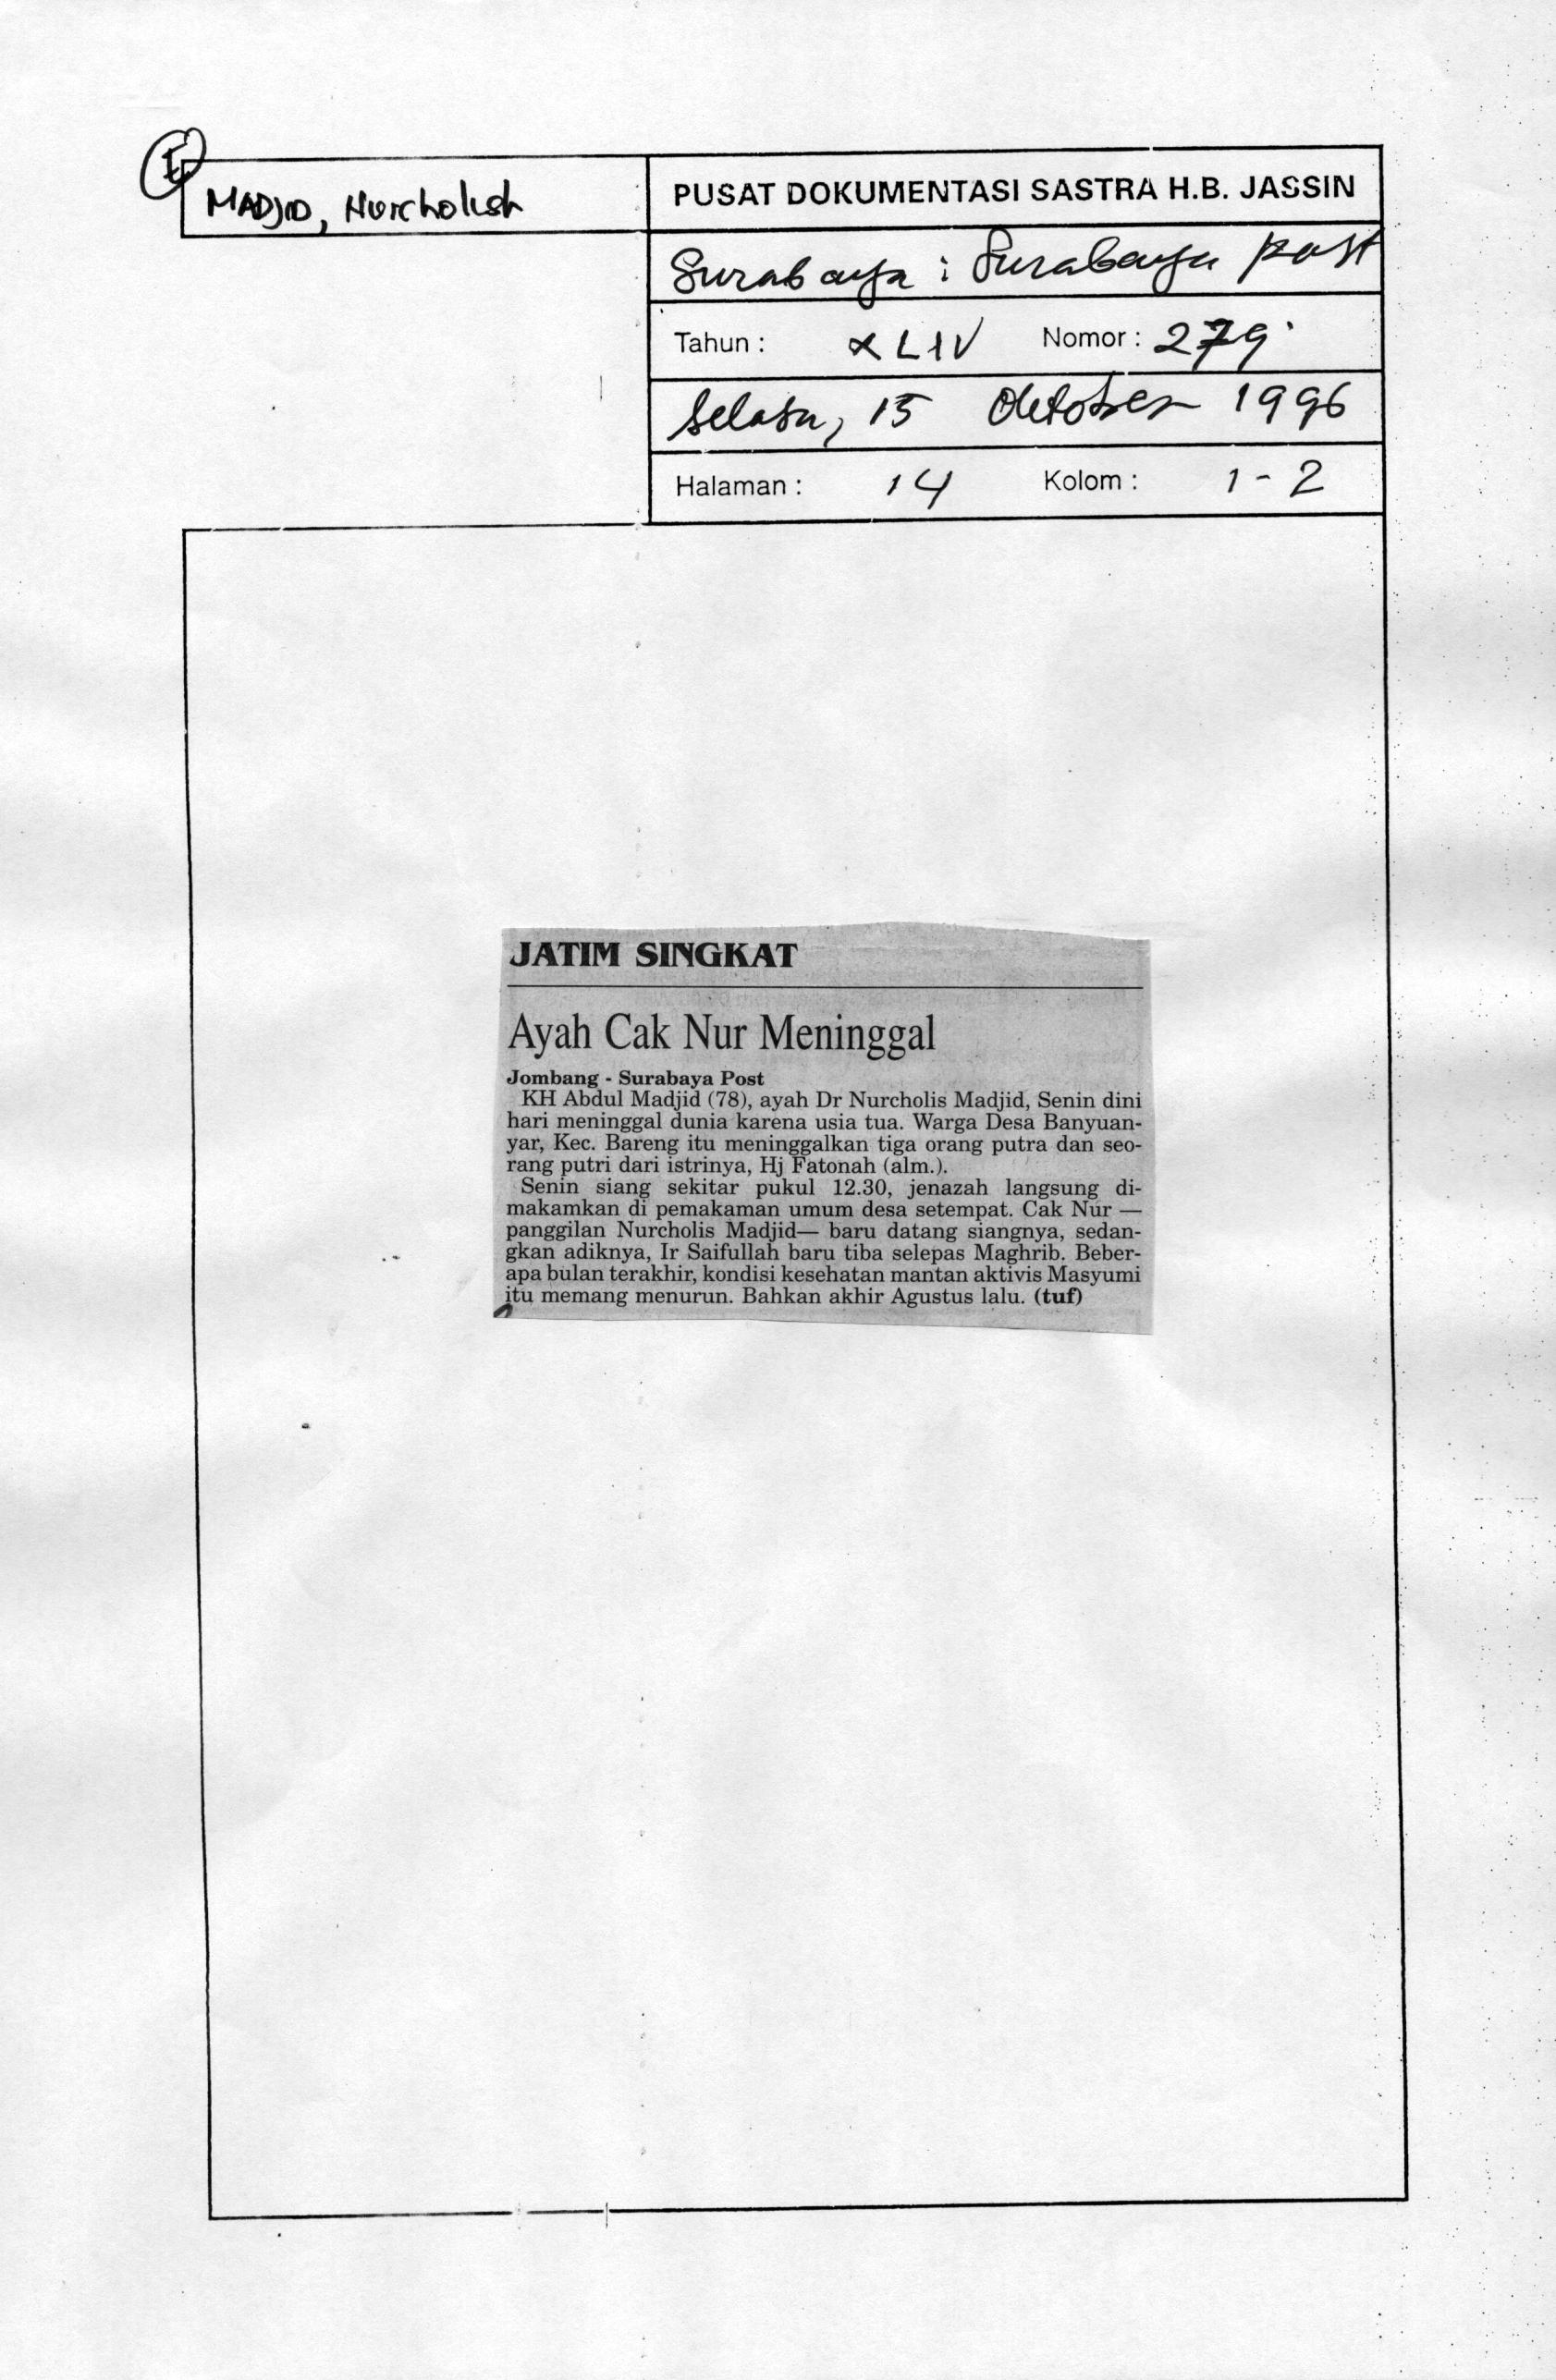 I
MADJID, Nurcholish
PUSAT DOKUMENTASI SASTRA H.B. JASSIN
Surabaya : Surabaya post
Tahun : XLIV Nomor : 279
Selasa, 15 Oktober 1996
Halaman : 14 Kolom : 1 - 2
JATIM SINGKAT
Ayah Cak Nur Meninggal
Jombang - Surabaya Post
KH Abdul Madjid (78), ayah Dr Nurcholis Madjid, Senin dini
hari meninggal dunia karena usia tua. Warga Desa Banyuan-
yar, Kec. Bareng itu meninggalkan tiga orang putra dan seo-
rang putri dari istrinya, Hj Fatonah (alm.).
Senin siang sekitar pukul 12.30, jenazah langsung di-
makamkan di pemakaman umum desa setempat. Cak Nur —
panggilan Nurcholis Madjid— baru datang siangnya, sedan-
gkan adiknya, Ir Saifullah baru tiba selepas Maghrib. Beber-
apa bulan terakhir, kondisi kesehatan mantan aktivis Masyumi
itu memang menurun. Bahkan akhir Agustus lalu. (tuf)